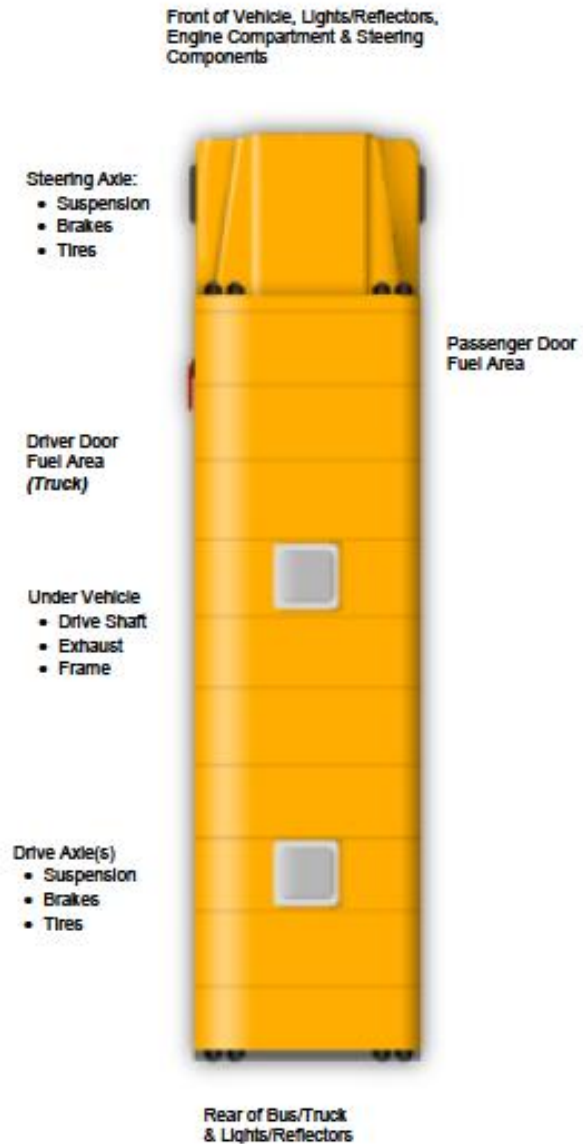 Front of Vehicle, Lights/Reflectors,
Engine Compartment & Steering
Components
Steering Axle:
• Suspension
• Brakes
• Tires
Passenger Door
Fuel Area
Driver Door
Fuel Area
(Truck)
Under Vehicle
• Drive Shaft
• Exhaust
• Frame
Drive Axle(s)
• Suspension
• Brakes
• Tires
Rear of Bus/Truck
& Lights/Reflectors